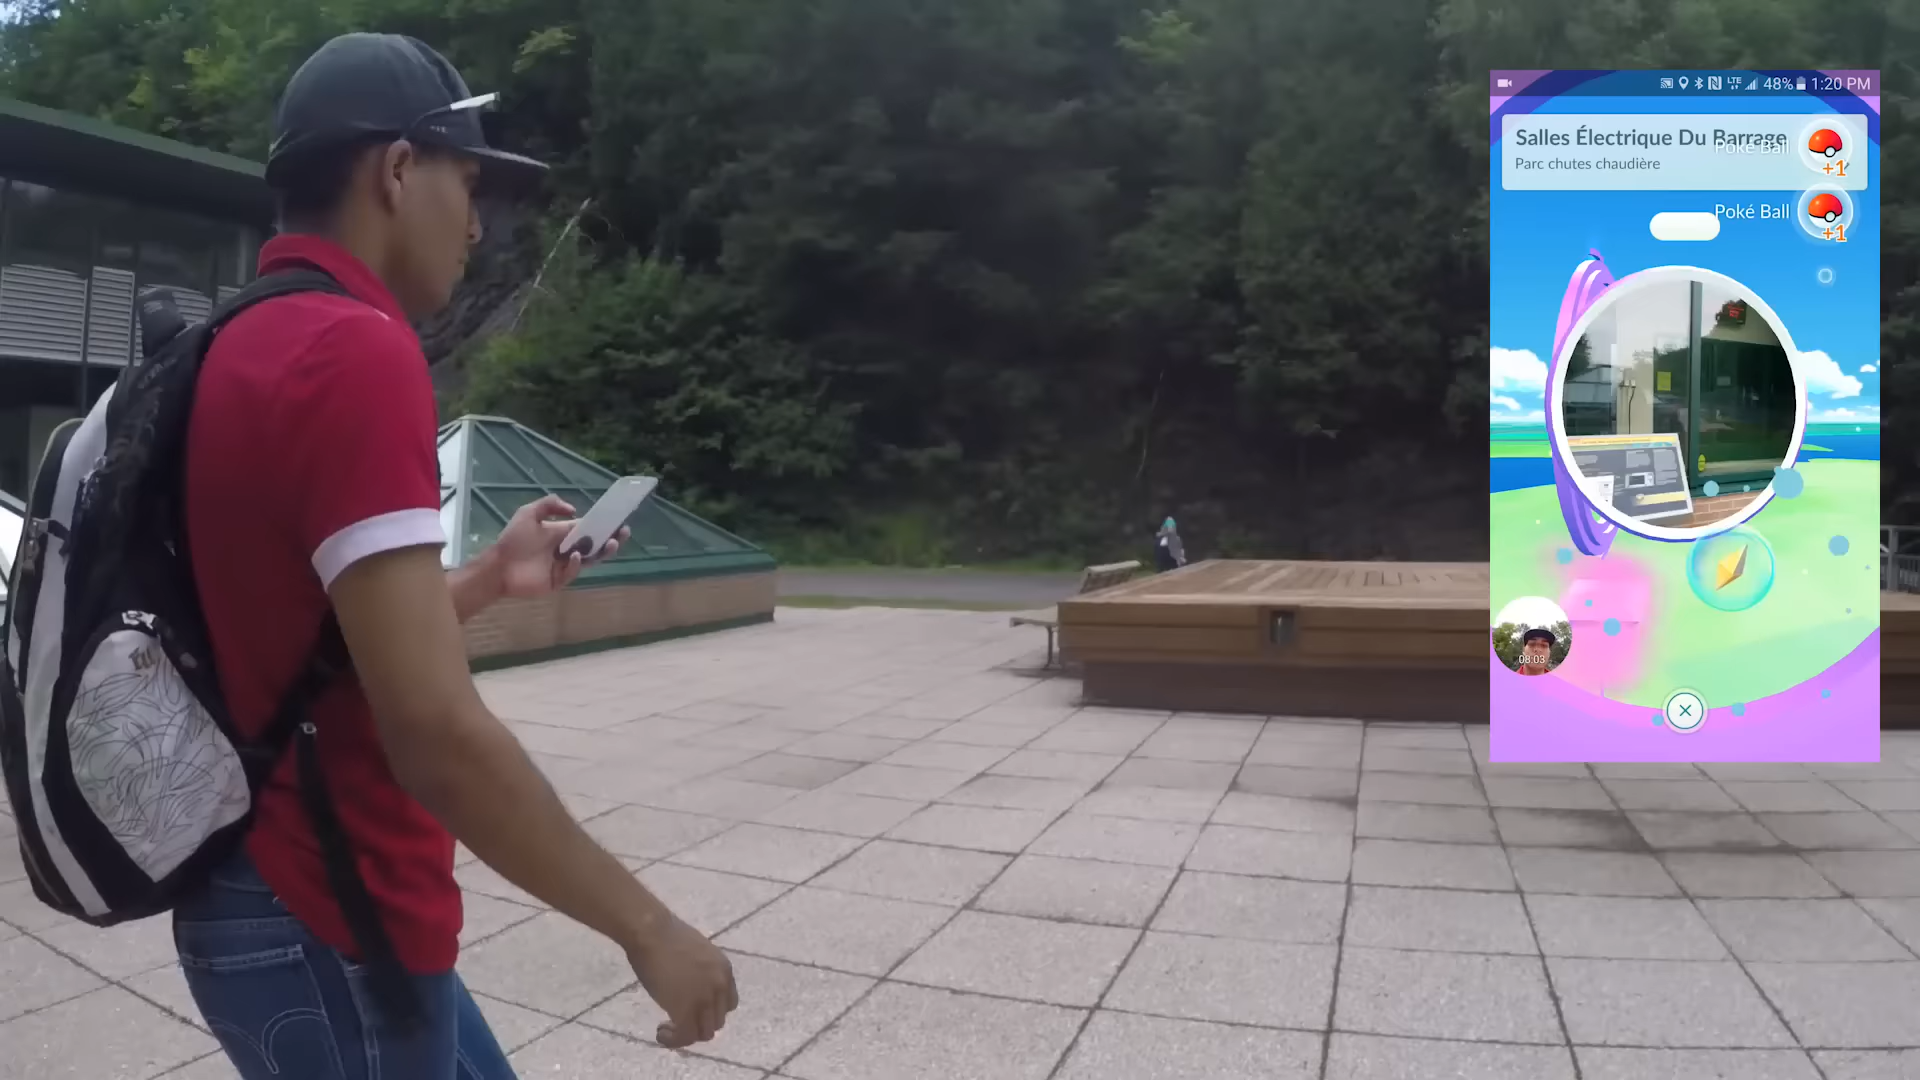 LTE 48% 1:20 PM
Salles Électrique Du Barrage
Parc chutes chaudière
Poké Ball
+1
Poké Ball
+1
08:03